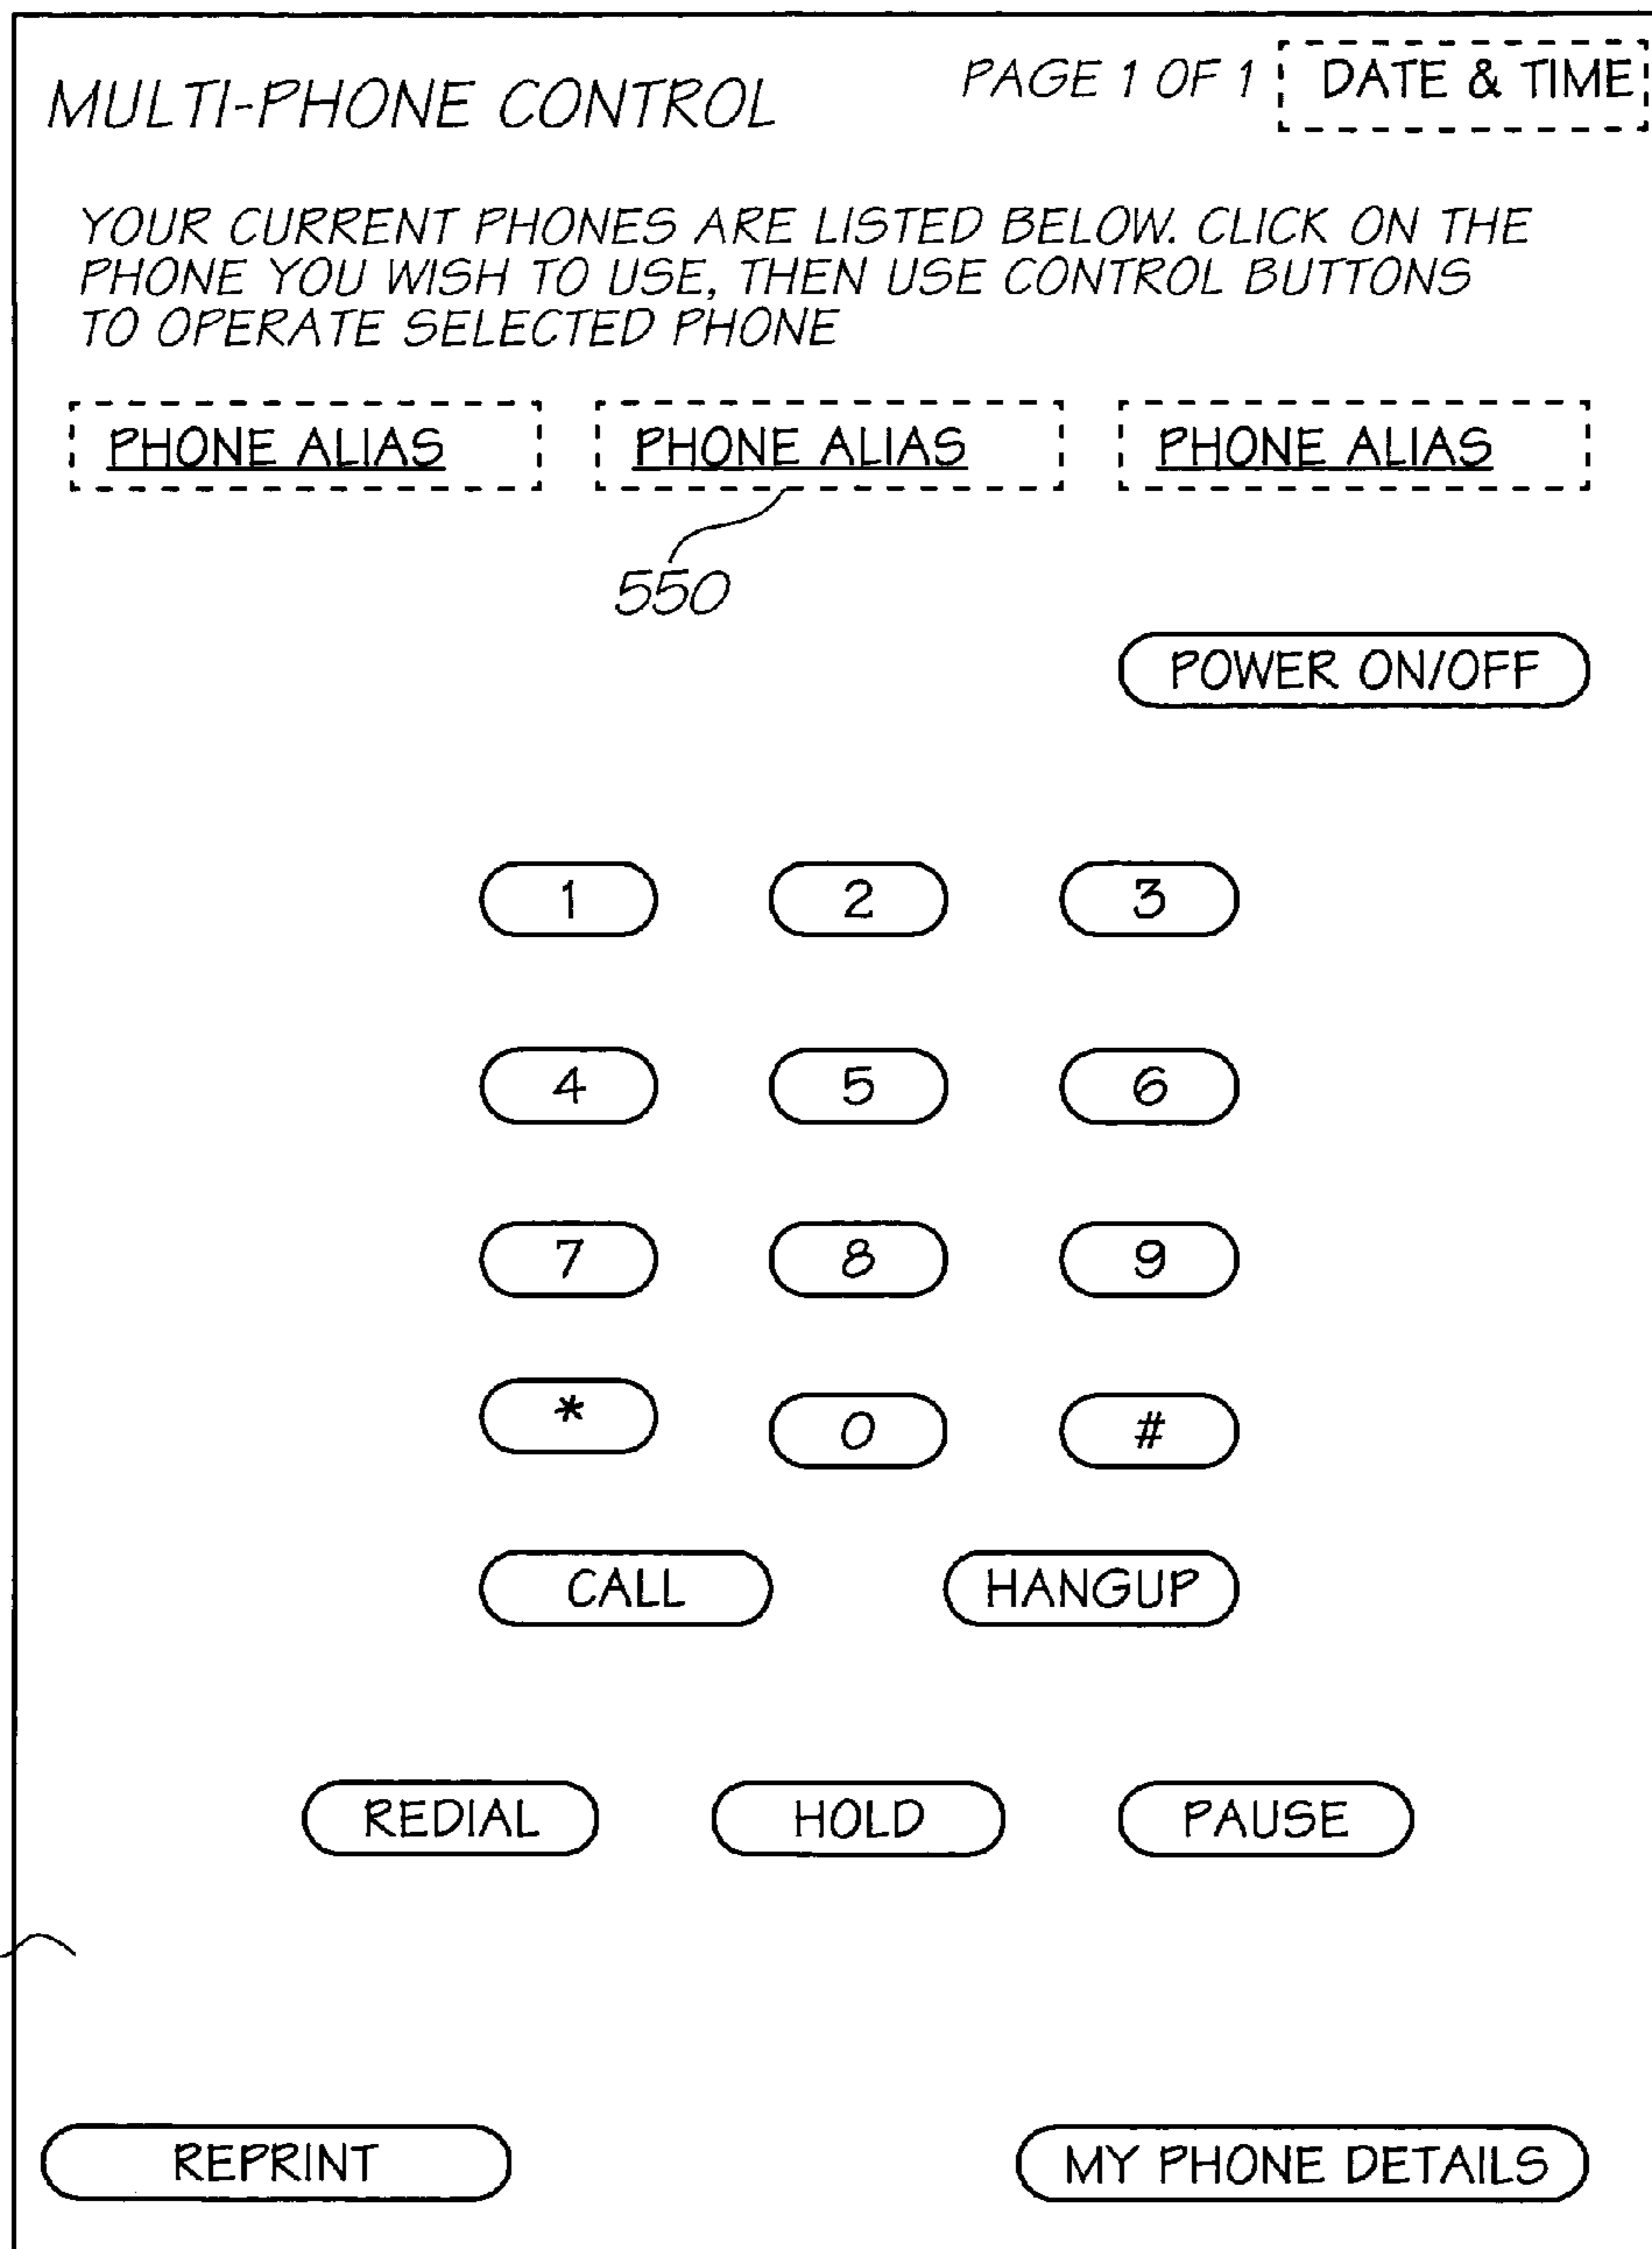 MULTI-PHONE CONTROL
PAGE 1 OF 1
DATE & TIME
YOUR CURRENT PHONES ARE LISTED BELOW. CLICK ON THE
PHONE YOU WISH TO USE, THEN USE CONTROL BUTTONS
TO OPERATE SELECTED PHONE
PHONE ALIAS PHONE ALIAS PHONE ALIAS
550
POWER ON/OFF
1 2 3
4 5 6
7 8 9
* 0 #
CALL HANGUP
REDIAL HOLD PAUSE
REPRINT MY PHONE DETAILS